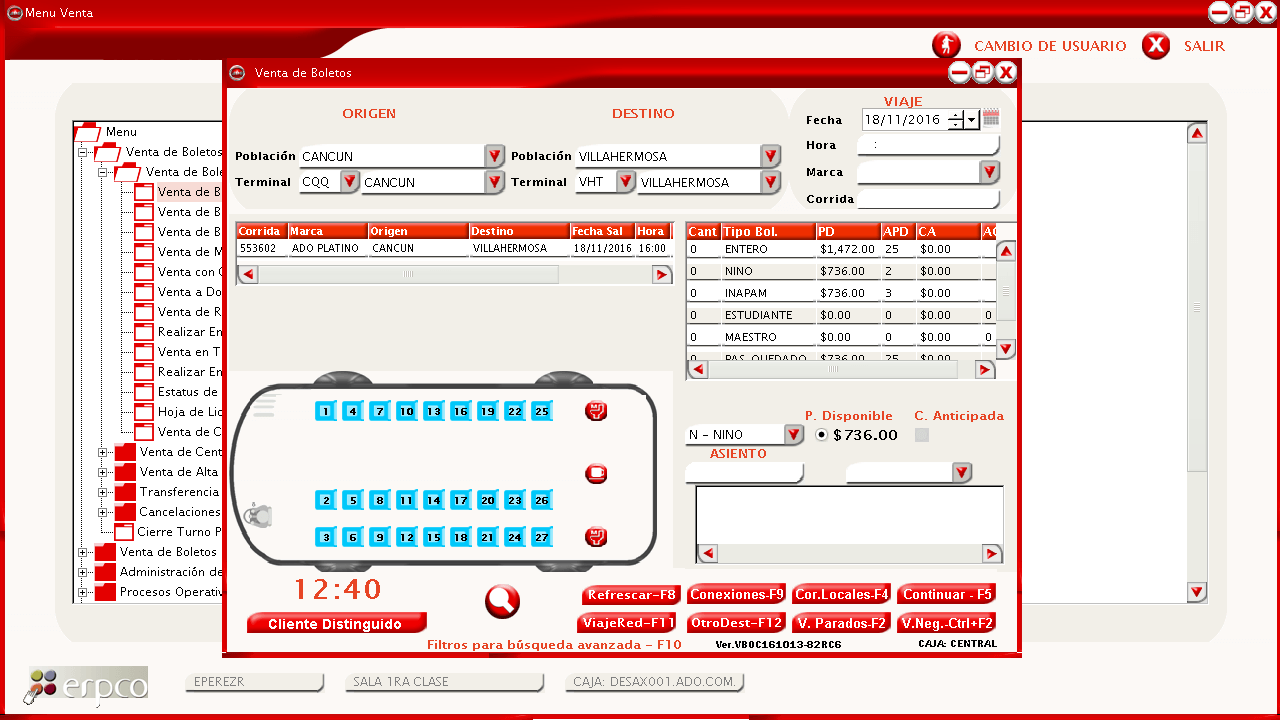 Menu Venta
CAMBIO DE USUARIO SALIR
Venta de Boletos
ORIGEN DESTINO VIAJE
Fecha 18/11/2016
Hora :
Marca
Corrida
Población CANCUN Población VILLAHERMOSA
Terminal CQQ CANCUN Terminal VHT VILLAHERMOSA
Menu
Venta de Boletos
Venta de Bole
Venta de B
Venta de B
Venta de B
Venta de M
Venta con C
Venta a Do
Venta de R
Realizar En
Venta en T
Realizar En
Estatus de
Hoja de Lic
Venta de C
Venta de Cent
Venta de Alta
Transferencia
Cancelaciones
Cierre Turno P
Venta de Boletos
Administración de
Procesos Operativ
Corrida Marca Origen Destino Fecha Sal Hora
553602 ADO PLATINO CANCUN VILLAHERMOSA 18/11/2016 16:00
Cant Tipo Bol. PD APD CA AC
0 ENTERO $1,472.00 25 $0.00
0 NINO $736.00 2 $0.00
0 INAPAM $736.00 3 $0.00
0 ESTUDIANTE $0.00 0 $0.00 0
0 MAESTRO $0.00 0 $0.00 0
0 PAS. QUEDADO $736.00 25 $0.00
1 4 7 10 13 16 19 22 25
2 5 8 11 14 17 20 23 26
3 6 9 12 15 18 21 24 27
P. Disponible C. Anticipada
N - NINO $736.00
ASIENTO
12:40
Cliente Distinguido
Refrescar-F8 Conexiones-F9 Cor.Locales-F4 Continuar - F5
ViajeRed-F11 OtroDest-F12 V. Parados-F2 V.Neg.-Ctrl+F2
Filtros para búsqueda avanzada - F10 Ver.VB0C161013-82RC6 CAJA: CENTRAL
erpco EPEREZR SALA 1RA CLASE CAJA: DESAX001.ADO.COM.